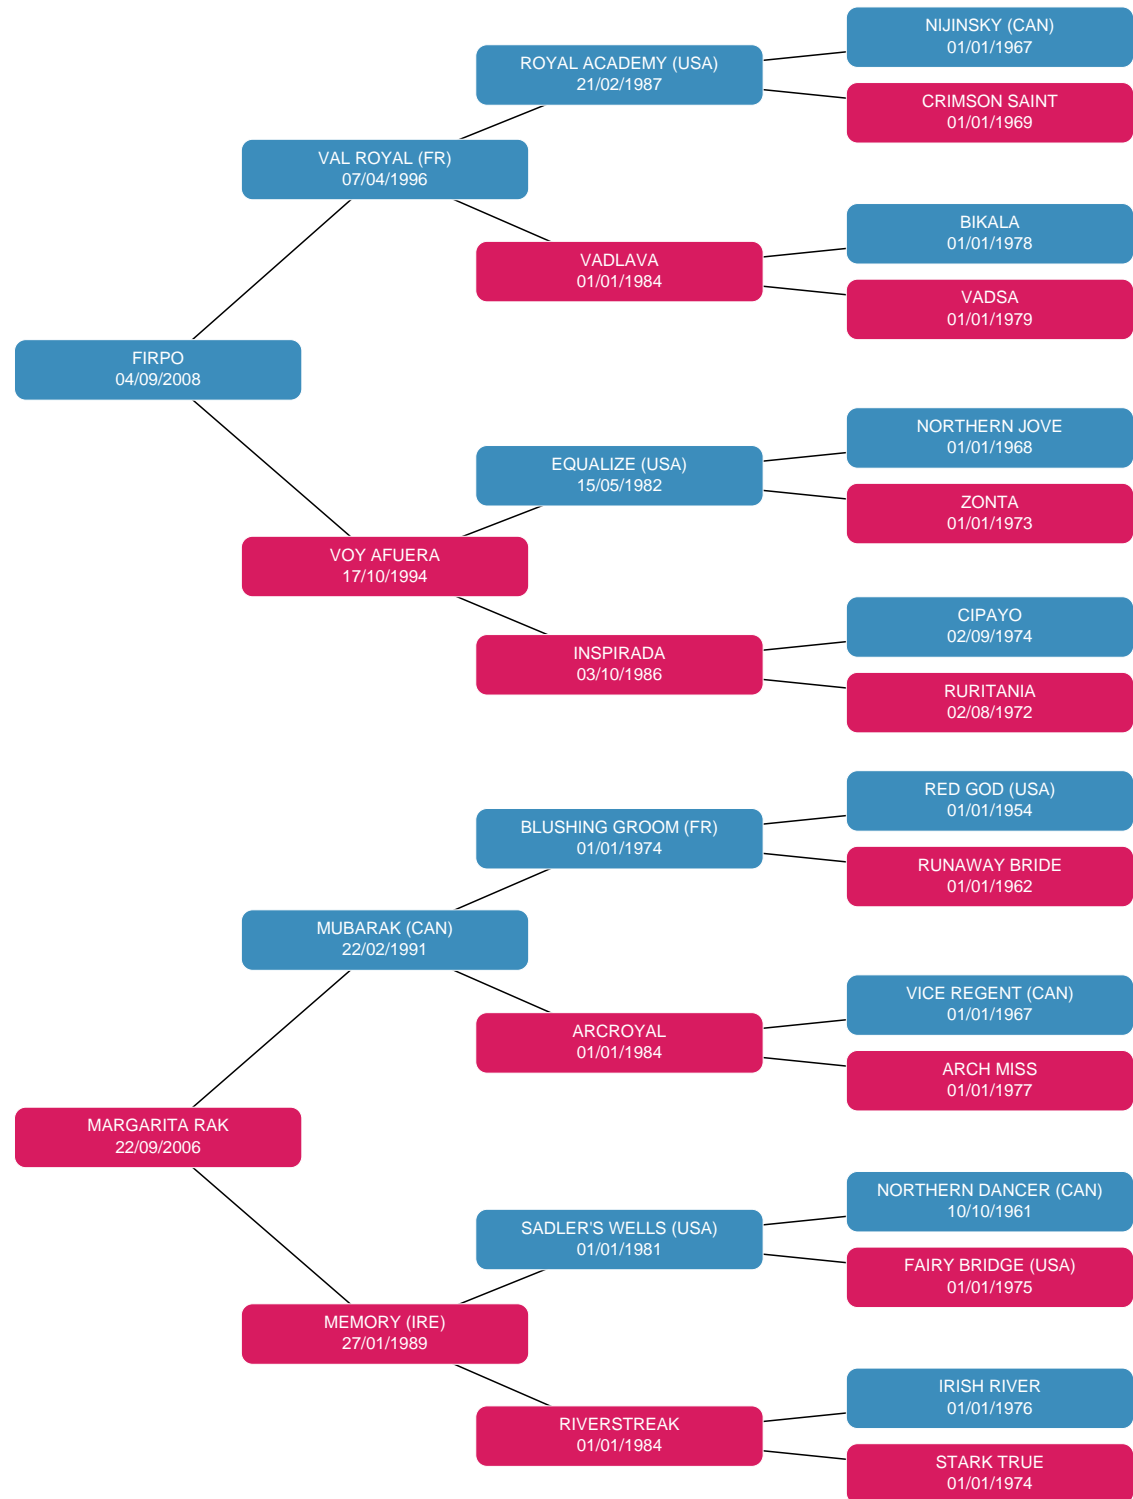 NIJINSKY (CAN)
01/01/1967
ROYAL ACADEMY (USA)
21/02/1987
CRIMSON SAINT
01/01/1969
VAL ROYAL (FR)
07/04/1996
BIKALA
01/01/1978
VADLAVA
01/01/1984
VADSA
01/01/1979
FIRPO
04/09/2008
NORTHERN JOVE
01/01/1968
EQUALIZE (USA)
15/05/1982
ZONTA
01/01/1973
VOY AFUERA
17/10/1994
CIPAYO
02/09/1974
INSPIRADA
03/10/1986
RURITANIA
02/08/1972
RED GOD (USA)
01/01/1954
BLUSHING GROOM (FR)
01/01/1974
RUNAWAY BRIDE
01/01/1962
MUBARAK (CAN)
22/02/1991
VICE REGENT (CAN)
01/01/1967
ARCROYAL
01/01/1984
ARCH MISS
01/01/1977
MARGARITA RAK
22/09/2006
NORTHERN DANCER (CAN)
10/10/1961
SADLER'S WELLS (USA)
01/01/1981
FAIRY BRIDGE (USA)
01/01/1975
MEMORY (IRE)
27/01/1989
IRISH RIVER
01/01/1976
RIVERSTREAK
01/01/1984
STARK TRUE
01/01/1974